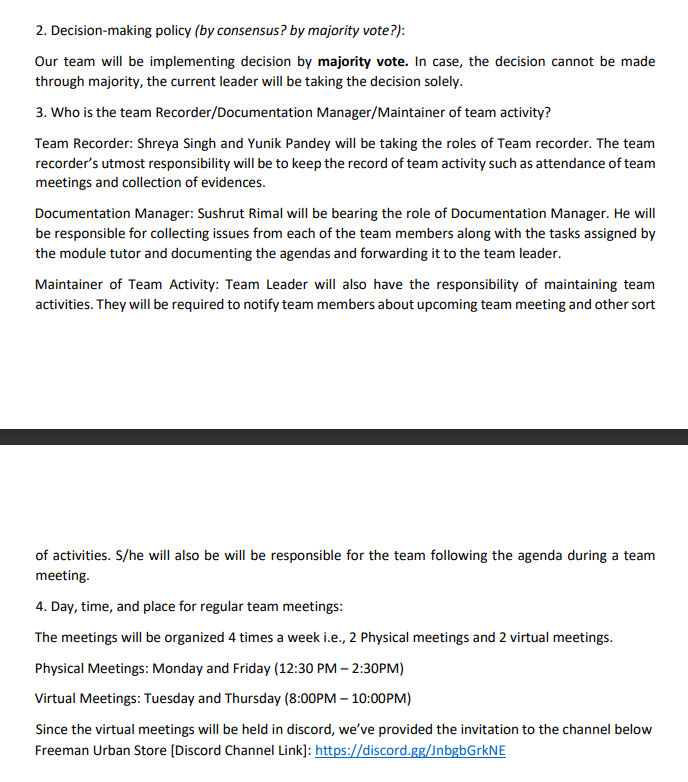 2. Decision-making policy (by consensus? by majority vote?):
Our team will be implementing decision by majority vote. In case, the decision cannot be made
through majority, the current leader will be taking the decision solely.
3. Who is the team Recorder/Documentation Manager/Maintainer of team activity?
Team Recorder: Shreya Singh and Yunik Pandey will be taking the roles of Team recorder. The team
recorder's utmost responsibility will be to keep the record of team activity such as attendance of team
meetings and collection of evidences.
Documentation Manager: Sushrut Rimal will be bearing the role of Documentation Manager. He will
be responsible for collecting issues from each of the team members along with the tasks assigned by
the module tutor and documenting the agendas and forwarding it to the team leader.
Maintainer of Team Activity: Team Leader will also have the responsibility of maintaining team
activities. They will be required to notify team members about upcoming team meeting and other sort
of activities. S/he will also be will be responsible for the team following the agenda during a team
meeting.
4. Day, time, and place for regular team meetings:
The meetings will be organized 4 times a week i.e., 2 Physical meetings and 2 virtual meetings.
Physical Meetings: Monday and Friday (12:30 PM – 2:30PM)
Virtual Meetings: Tuesday and Thursday (8:00PM – 10:00PM)
Since the virtual meetings will be held in discord, we've provided the invitation to the channel below
Freeman Urban Store [Discord Channel Link]: https://discord.gg/JnbgbGrkNE